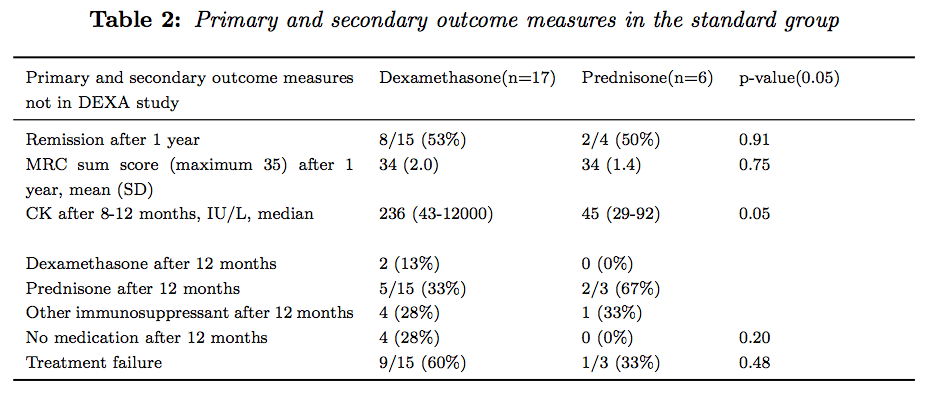 Table 2: Primary and secondary outcome measures in the standard group
Primary and secondary outcome measures Dexamethasone(n=17) Prednisone(n=6) p-value(0.05)
not in DEXA study
Remission after 1 year 8/15 (53%) 2/4 (50%) 0.91
MRC sum score (maximum 35) after 1 34 (2.0) 34 (1.4) 0.75
year, mean (SD)
CK after 8-12 months, IU/L, median 236 (43-12000) 45 (29-92) 0.05
Dexamethasone after 12 months 2 (13%) 0 (0%)
Prednisone after 12 months 5/15 (33%) 2/3 (67%)
Other immunosuppressant after 12 months 4 (28%) 1 (33%)
No medication after 12 months 4 (28%) 0 (0%) 0.20
Treatment failure 9/15 (60%) 1/3 (33%) 0.48